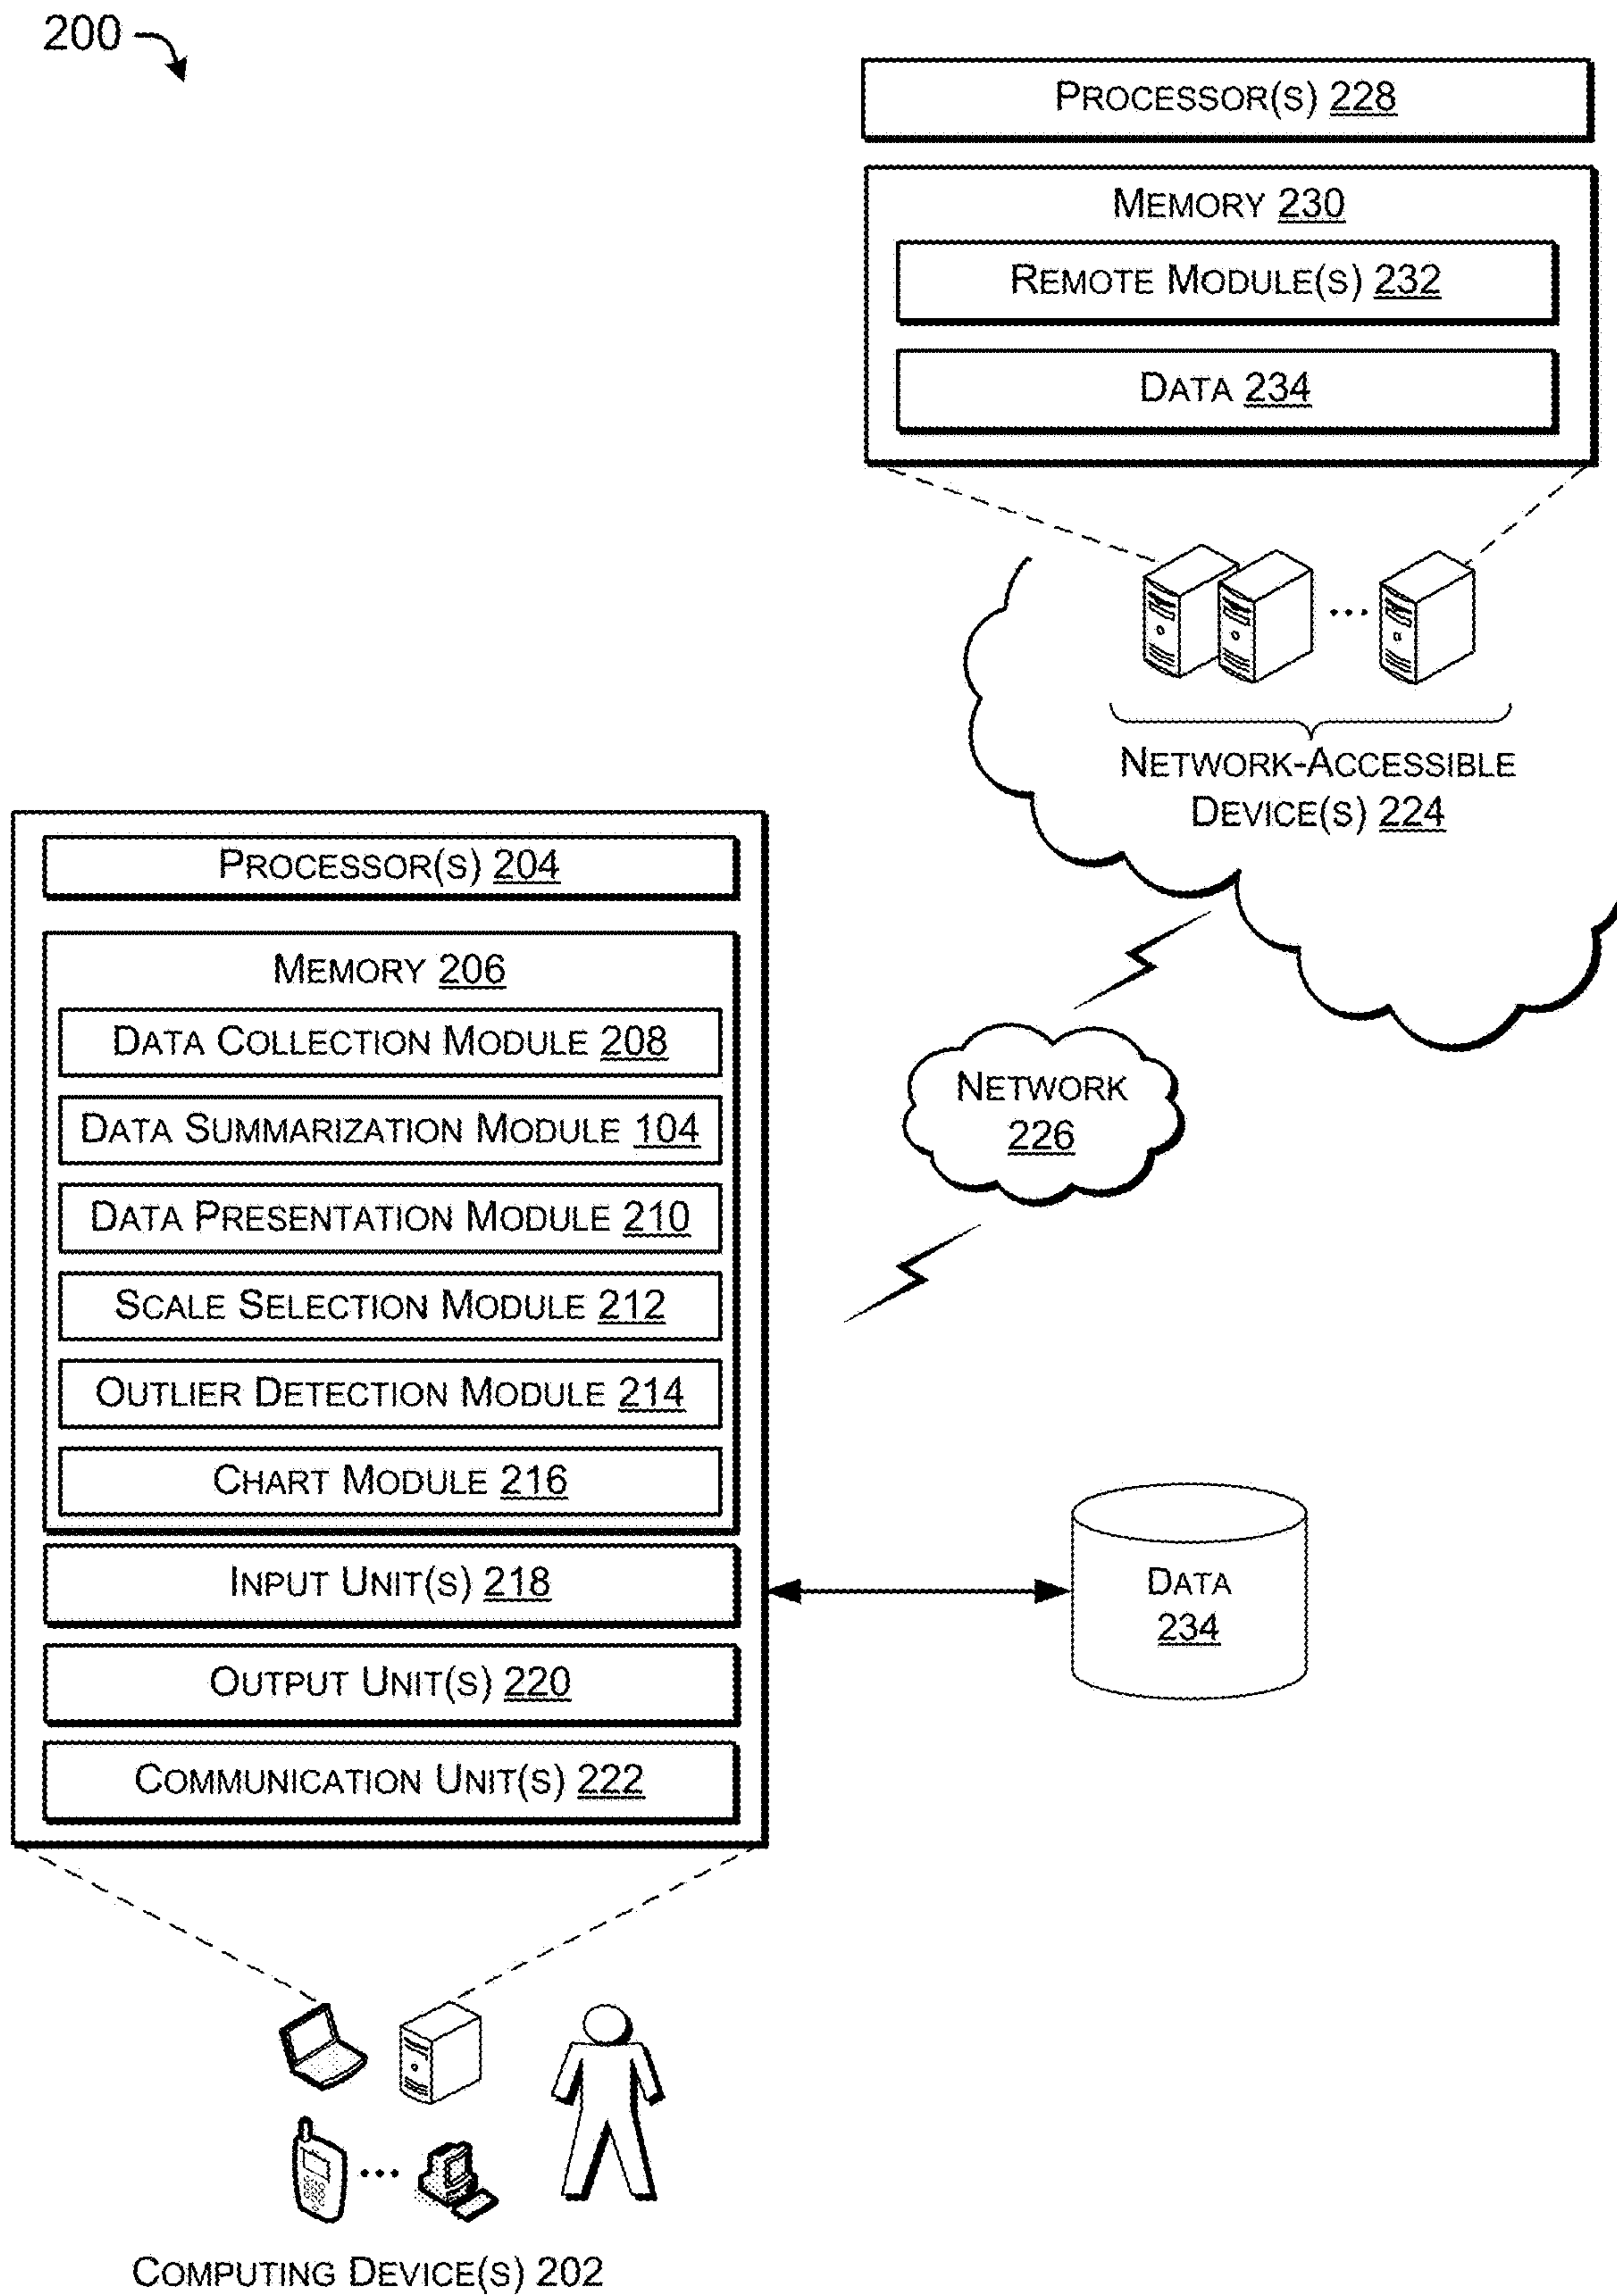 200
PROCESSOR(S) 228
MEMORY 230
REMOTE MODULE(S) 232
DATA 234
NETWORK-ACCESSIBLE
DEVICE(S) 224
PROCESSOR(S) 204
MEMORY 206
DATA COLLECTION MODULE 208
DATA SUMMARIZATION MODULE 104
DATA PRESENTATION MODULE 210
SCALE SELECTION MODULE 212
OUTLIER DETECTION MODULE 214
CHART MODULE 216
INPUT UNIT(S) 218
OUTPUT UNIT(S) 220
COMMUNICATION UNIT(S) 222
NETWORK
226
DATA
234
COMPUTING DEVICE(S) 202